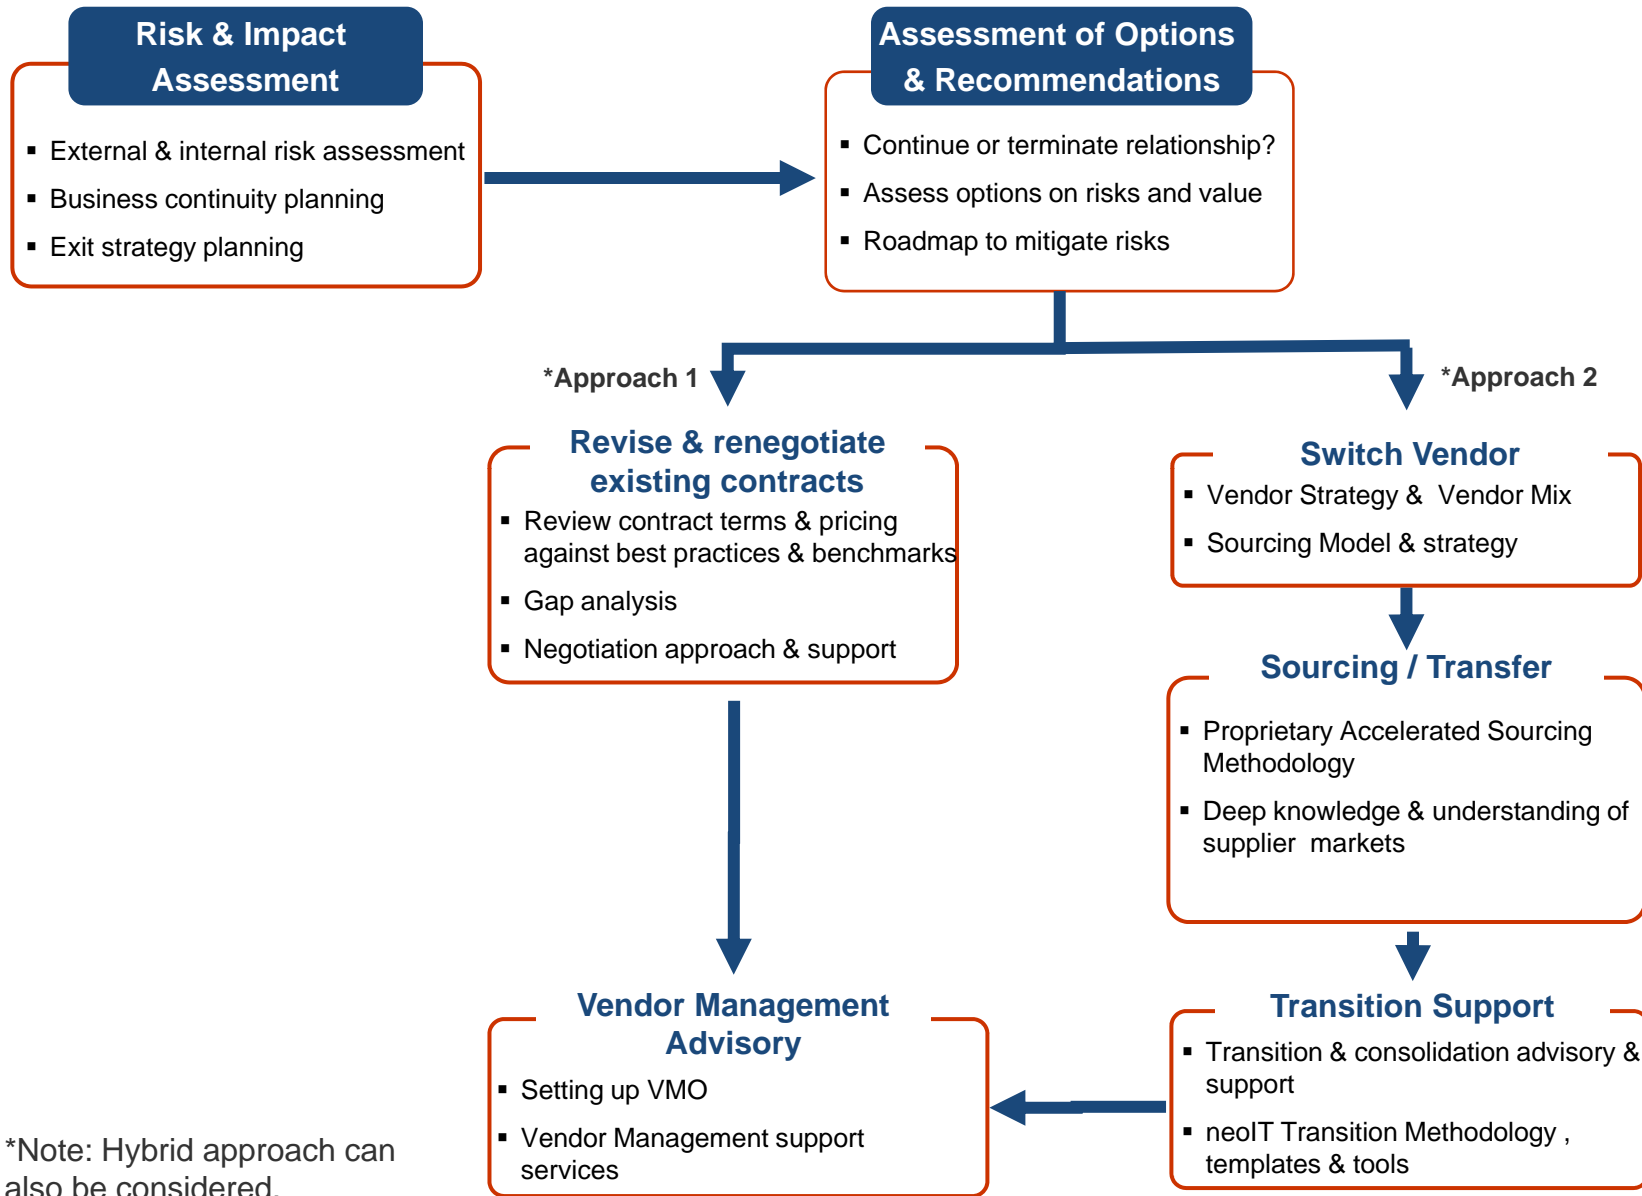 Risk & Impact
Assessment
▪ External & internal risk assessment
▪ Business continuity planning
▪ Exit strategy planning
Assessment of Options
& Recommendations
▪ Continue or terminate relationship?
▪ Assess options on risks and value
▪ Roadmap to mitigate risks
*Approach 1
*Approach 2
Revise & renegotiate
existing contracts
▪ Review contract terms & pricing
against best practices & benchmarks
▪ Gap analysis
▪ Negotiation approach & support
Switch Vendor
▪ Vendor Strategy & Vendor Mix
▪ Sourcing Model & strategy
Sourcing / Transfer
▪ Proprietary Accelerated Sourcing
Methodology
▪ Deep knowledge & understanding of
supplier markets
Vendor Management
Advisory
▪ Setting up VMO
▪ Vendor Management support
services
Transition Support
▪ Transition & consolidation advisory &
support
▪ neoIT Transition Methodology ,
templates & tools
*Note: Hybrid approach can
also be considered.